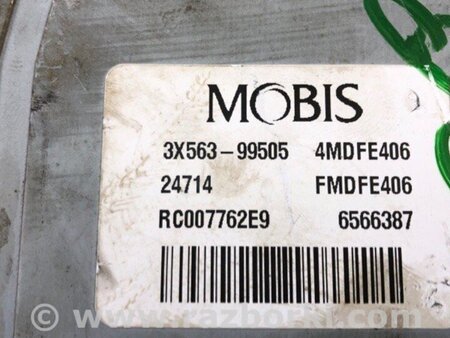 MOBIS
3X563-99505 4MDFE406
24714 FMDFE406
RC007762E9 6566387
© www.razborka.com